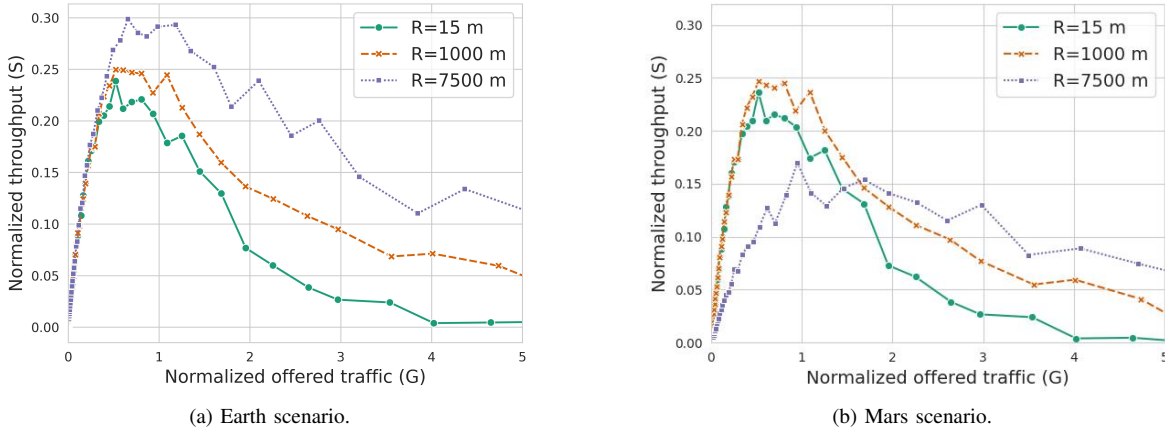 0.30
0.25
0.20
0.15
0.10
0.05
0.00
Normalized throughput (S)
R=15 m
R=1000 m
R=7500 m
0 1 2 3 4 5
Normalized offered traffic (G)
(a) Earth scenario.
0.30
0.25
0.20
0.15
0.10
0.05
0.00
Normalized throughput (S)
R=15 m
R=1000 m
R=7500 m
0 1 2 3 4 5
Normalized offered traffic (G)
(b) Mars scenario.